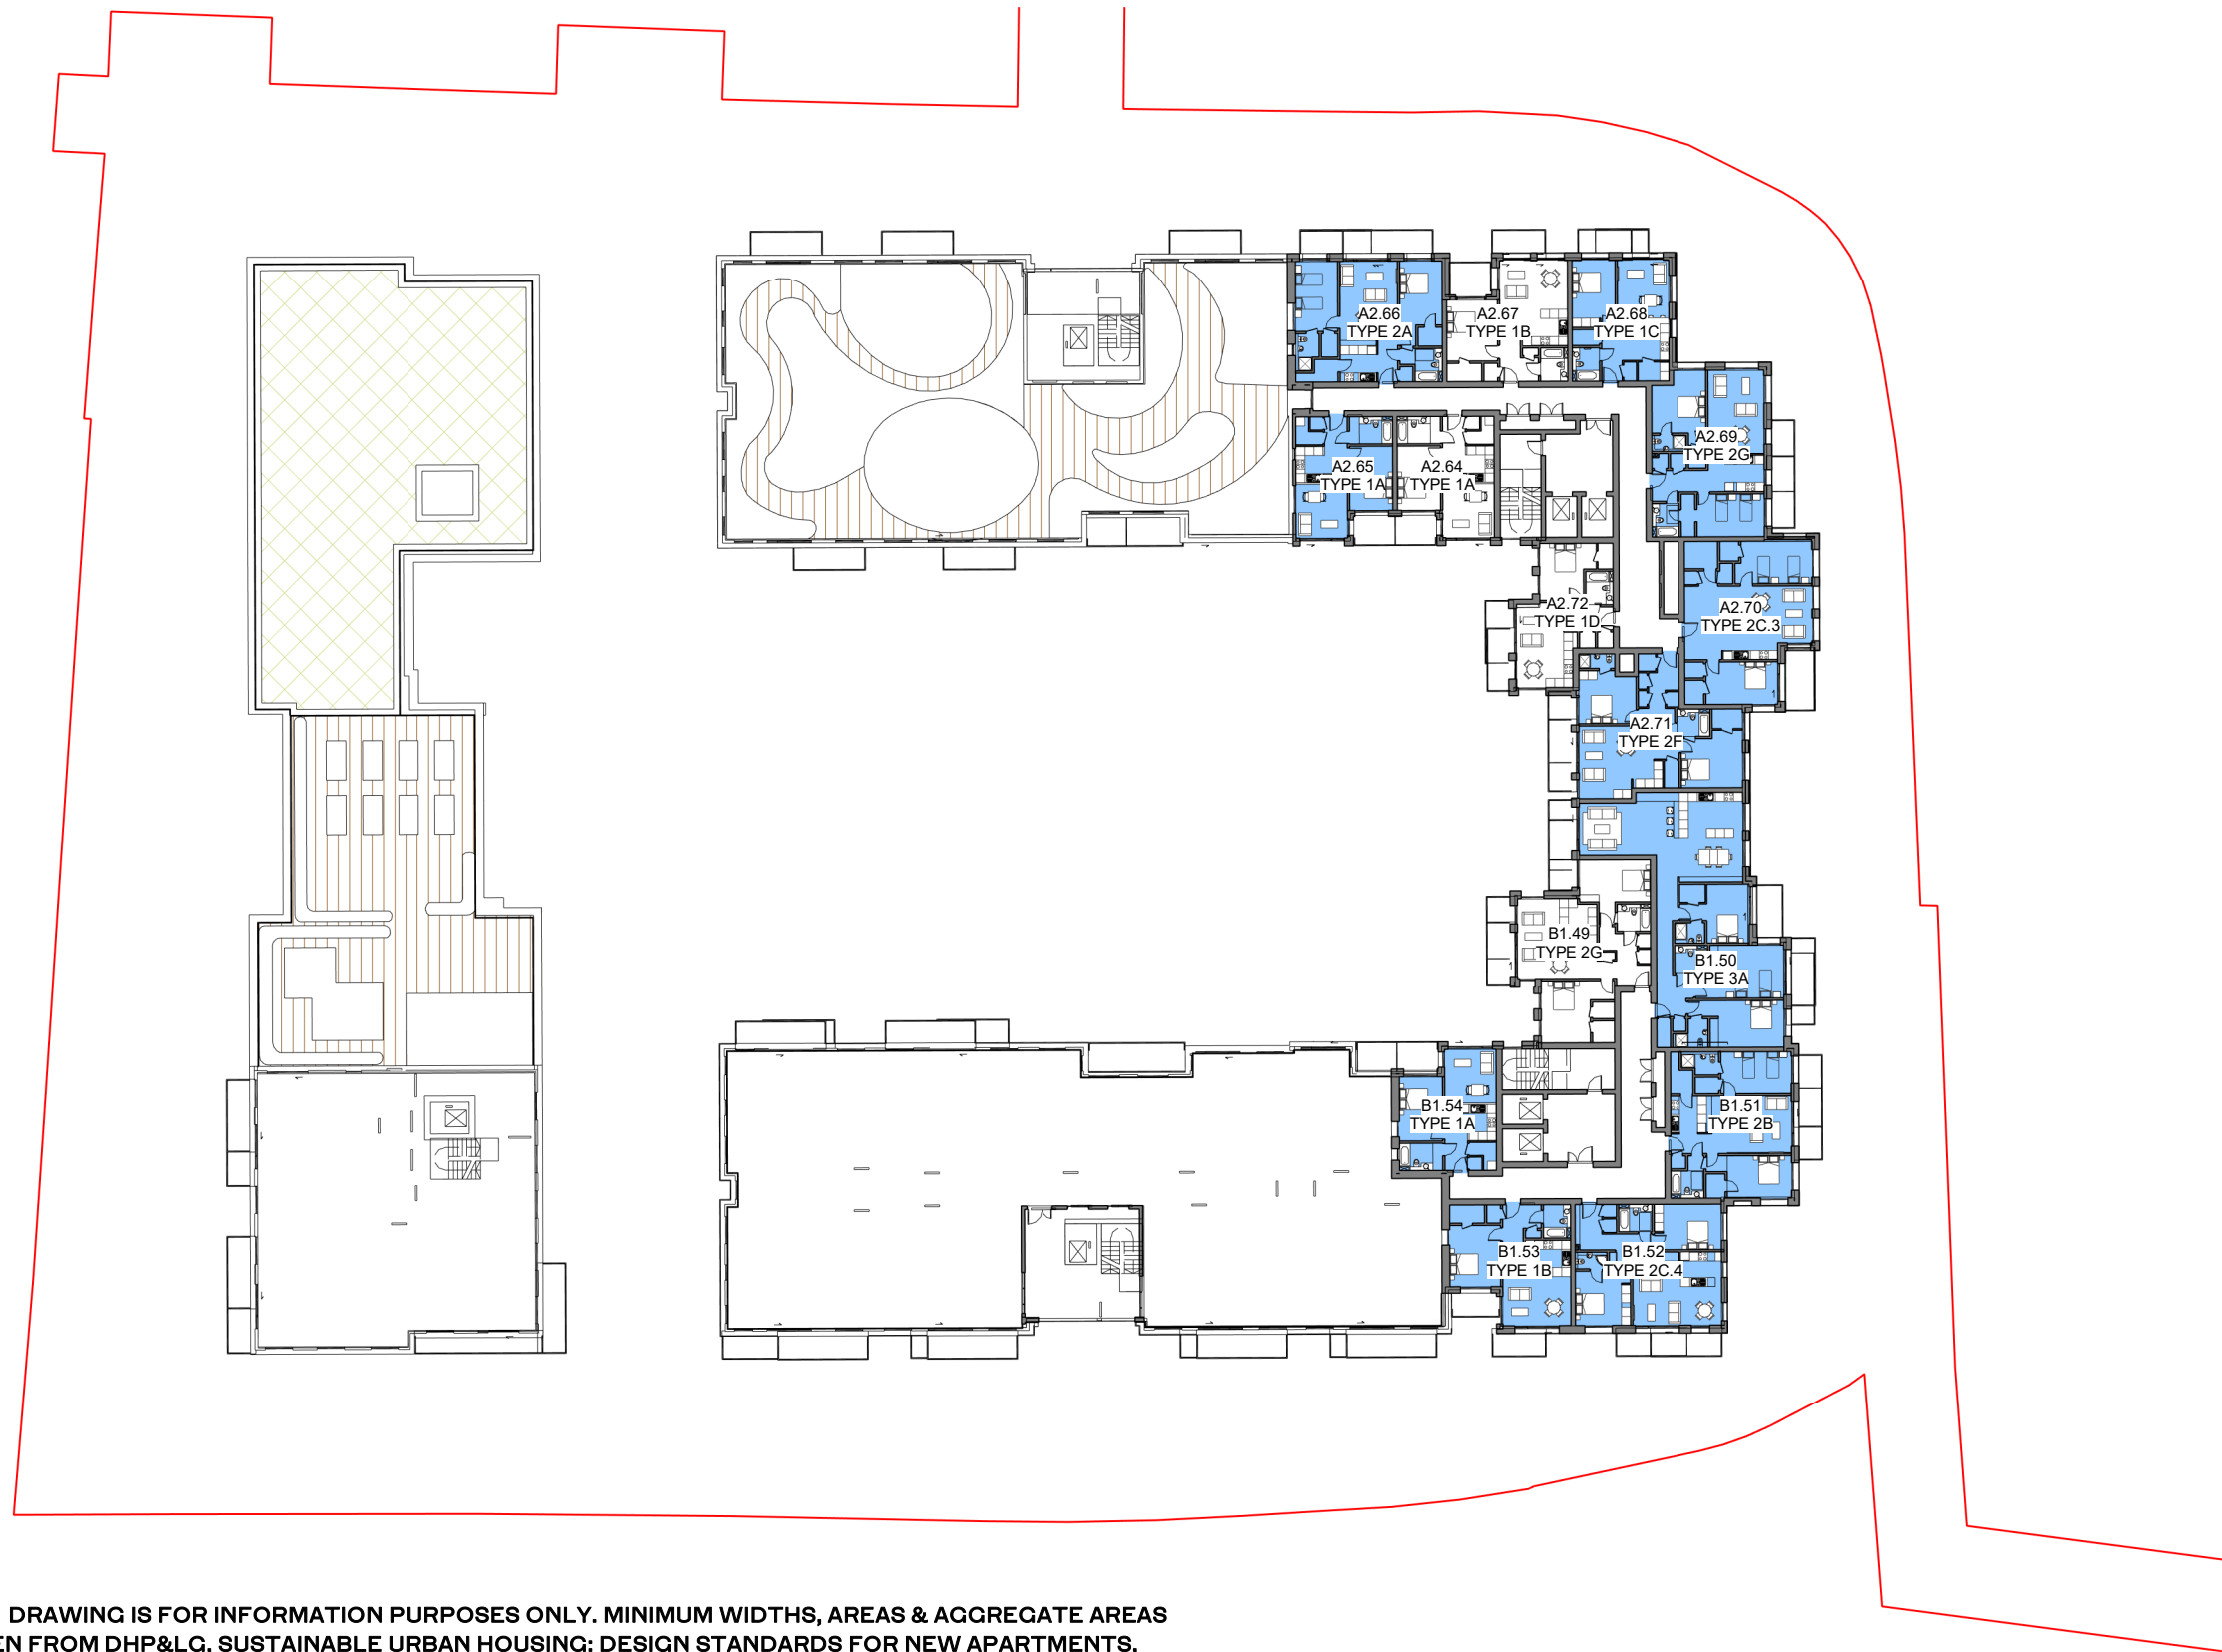 A2.66
TYPE 2A
A2.67
TYPE 1B
A2.68
TYPE 1C
A2.69
TYPE 2G
A2.65
TYPE 1A
A2.64
TYPE 1A
A2.72
TYPE 1D
A2.70
TYPE 2C.3
A2.71
TYPE 2F
B1.49
TYPE 2G
B1.50
TYPE 3A
B1.54
TYPE 1A
B1.51
TYPE 2B
B1.53
TYPE 1B
B1.52
TYPE 2C.4
DRAWING IS FOR INFORMATION PURPOSES ONLY. MINIMUM WIDTHS, AREAS & AGGREGATE AREAS
EN FROM DHP&LG. SUSTAINABLE URBAN HOUSING: DESIGN STANDARDS FOR NEW APARTMENTS.